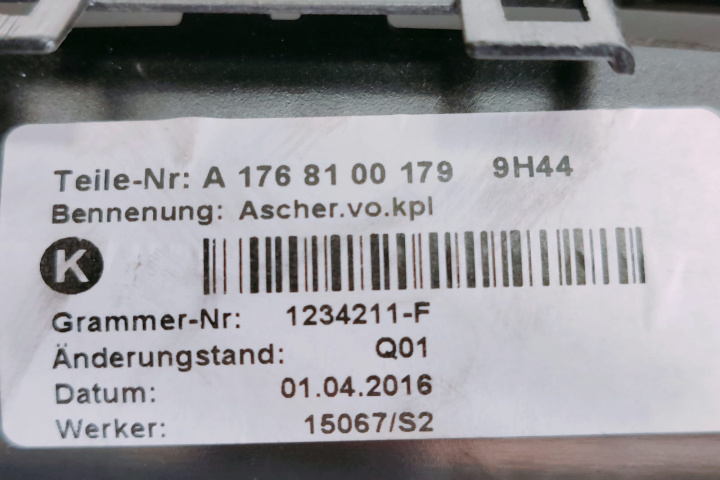 Teile-Nr: A 176 81 00 179 9H44
Bennenung: Ascher.vo.kpl
K
Grammer-Nr: 1234211-F
Änderungstand: Q01
Datum: 01.04.2016
Werker: 15067/S2